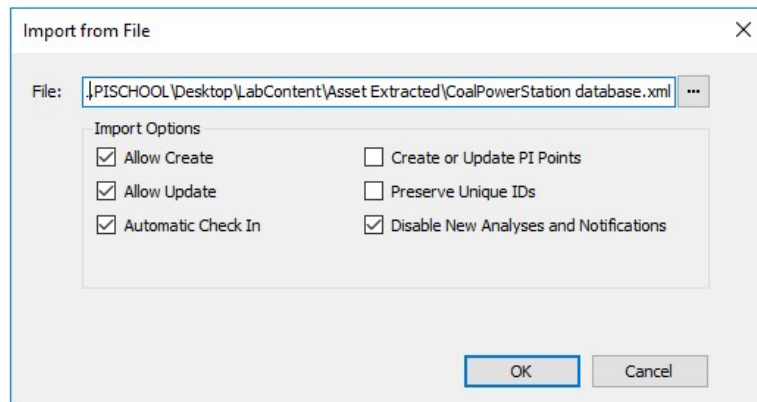 Import from File
File: .PISCHOOL\Desktop\LabContent\Asset Extracted\CoalPowerStation database.xml ...
Import Options
Allow Create Create or Update PI Points
Allow Update Preserve Unique IDs
Automatic Check In Disable New Analyses and Notifications
OK Cancel